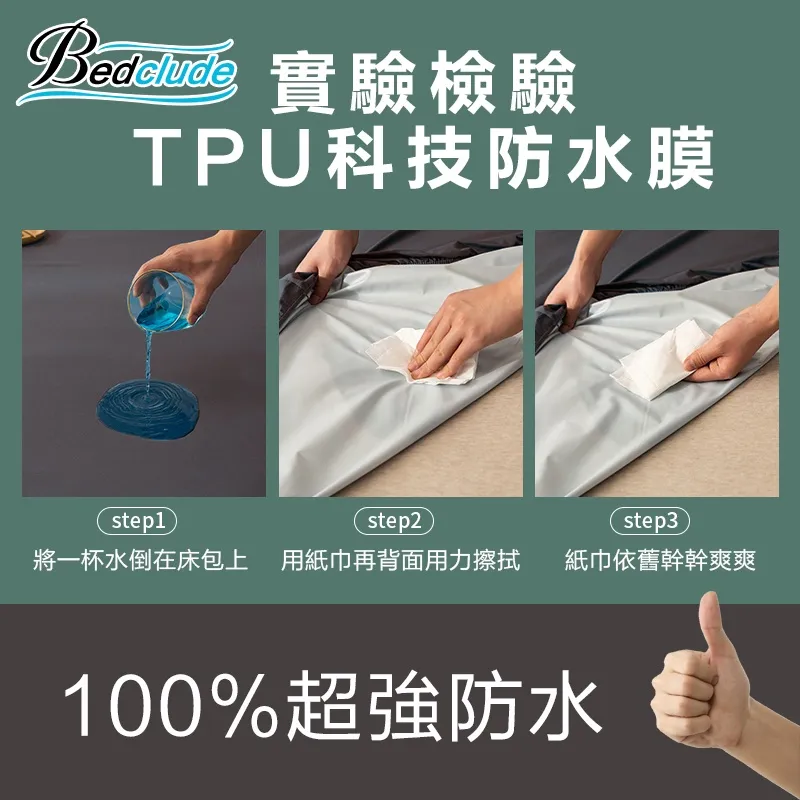 Bedclude
實驗檢驗
TPU科技防水膜
step1
將一杯水倒在床包上
step2
用紙巾再背面用力擦拭
step3
紙巾依舊幹幹爽爽
100%超強防水